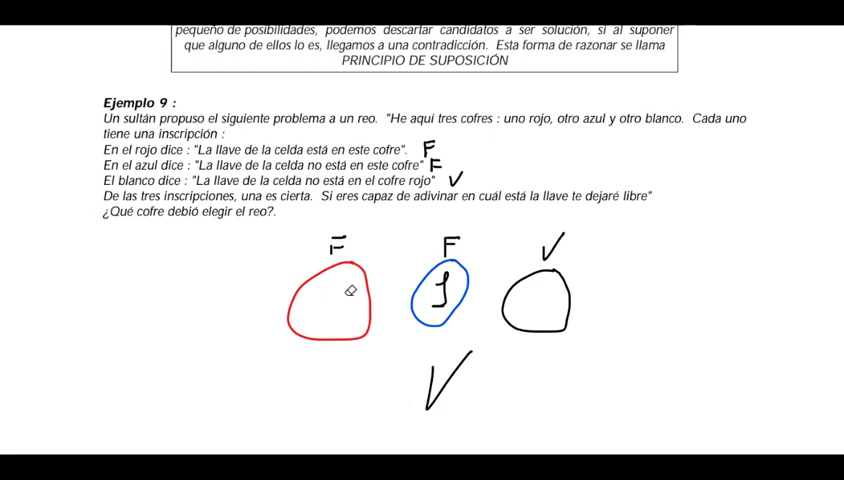 pequeño de posibilidades, podemos descartar candidatos a ser solución, si al suponer
que alguno de ellos lo es, llegamos a una contradicción. Esta forma de razonar se llama
PRINCIPIO DE SUPOSICIÓN
Ejemplo 9 :
Un sultán propuso el siguiente problema a un reo. "He aquí tres cofres : uno rojo, otro azul y otro blanco. Cada uno
tiene una inscripción :
En el rojo dice : "La llave de la celda está en este cofre". F
En el azul dice : "La llave de la celda no está en este cofre" F
El blanco dice : "La llave de la celda no está en el cofre rojo" V
De las tres inscripciones, una es cierta. Si eres capaz de adivinar en cuál está la llave te dejaré libre"
¿Qué cofre debió elegir el reo?.
F F V